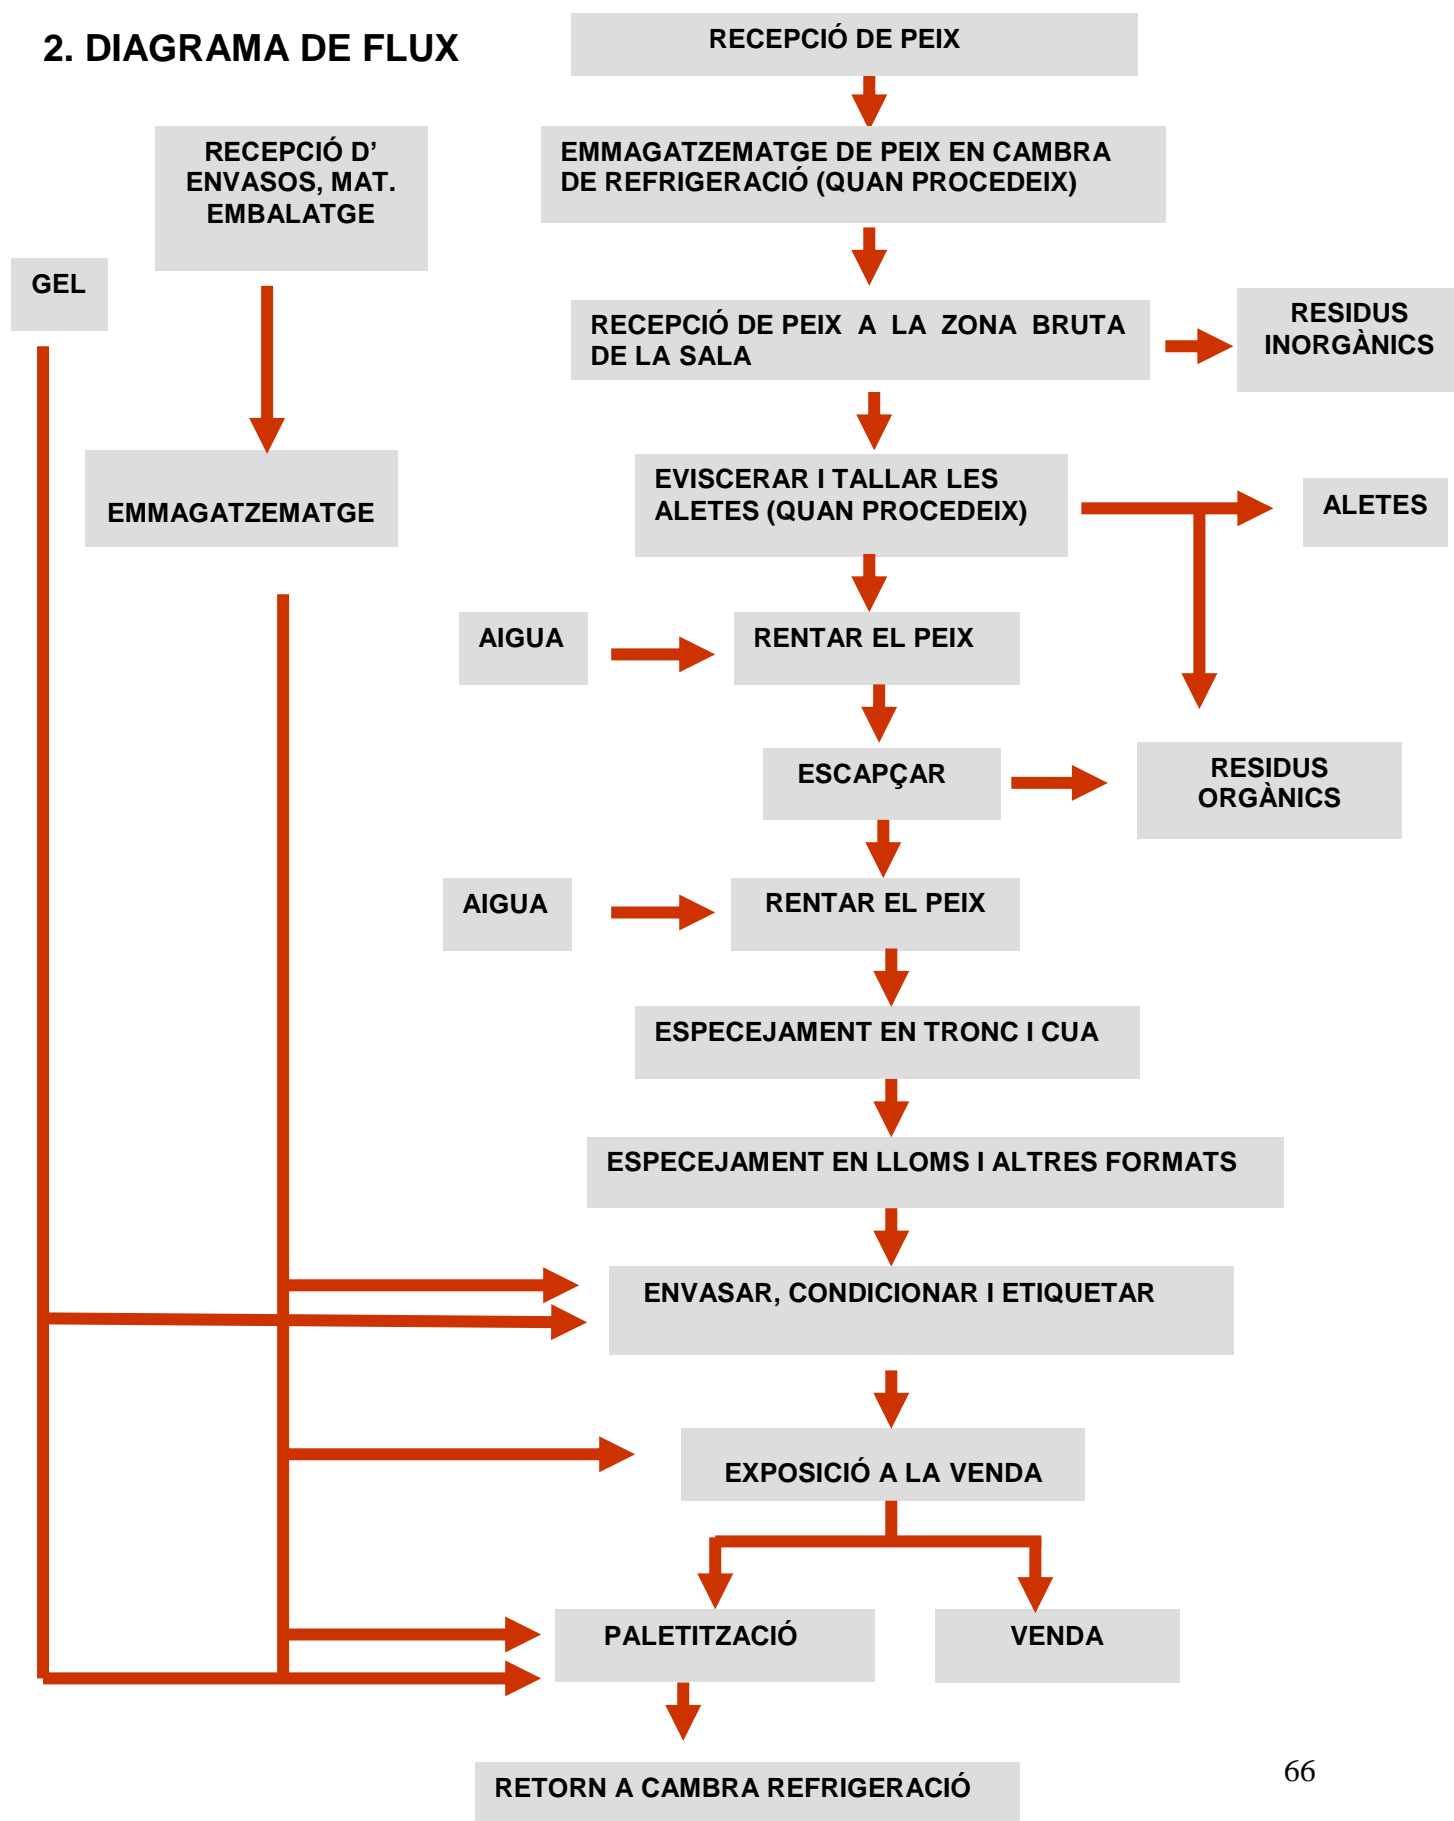 2. DIAGRAMA DE FLUX
RECEPCIÓ DE PEIX
RECEPCIÓ D’
ENVASOS, MAT.
EMBALATGE
EMMAGATZEMATGE DE PEIX EN CAMBRA
DE REFRIGERACIÓ (QUAN PROCEDEIX)
GEL
RECEPCIÓ DE PEIX A LA ZONA BRUTA
DE LA SALA
RESIDUS
INORGÀNICS
EMMAGATZEMATGE
EVISCERAR I TALLAR LES
ALETES (QUAN PROCEDEIX)
ALETES
AIGUA
RENTAR EL PEIX
ESCAPÇAR
RESIDUS
ORGÀNICS
AIGUA
RENTAR EL PEIX
ESPECEJAMENT EN TRONC I CUA
ESPECEJAMENT EN LLOMS I ALTRES FORMATS
ENVASAR, CONDICIONAR I ETIQUETAR
EXPOSICIÓ A LA VENDA
PALETITZACIÓ
VENDA
RETORN A CAMBRA REFRIGERACIÓ
66